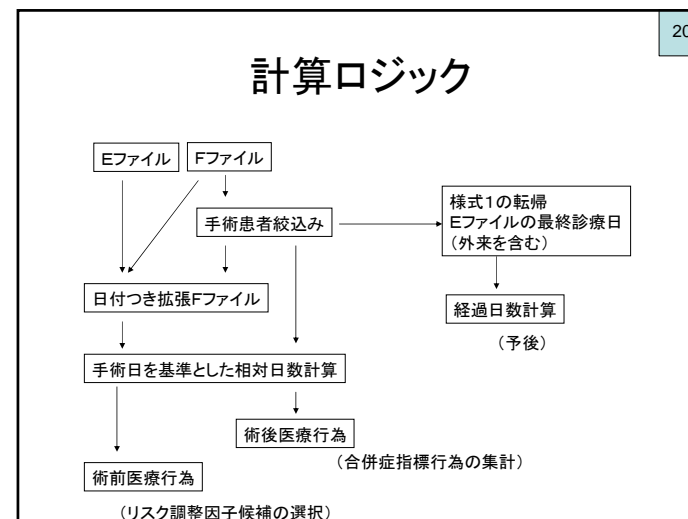 20
計算ロジック
Eファイル
Fファイル
手術患者絞込み
様式1の転帰
Eファイルの最終診療日
（外来を含む）
日付つき拡張Fファイル
経過日数計算
（予後）
手術日を基準とした相対日数計算
術後医療行為
（合併症指標行為の集計）
術前医療行為
（リスク調整因子候補の選択）